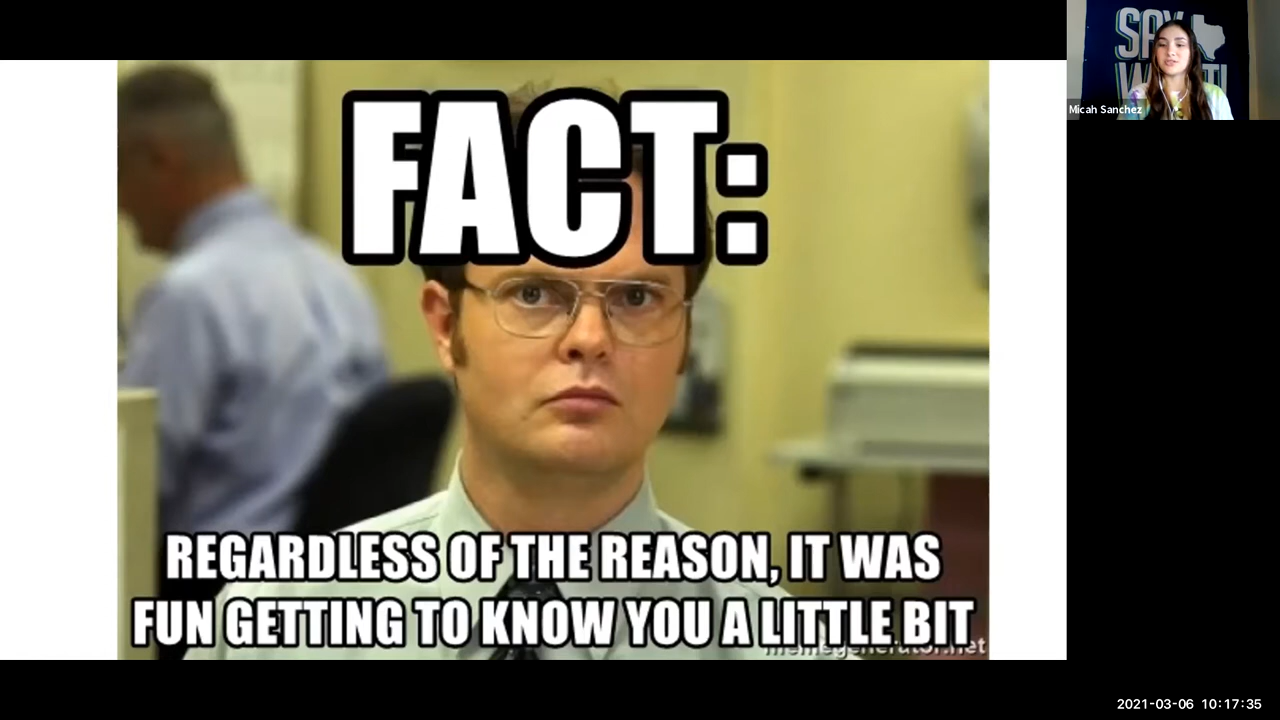 FACT:
REGARDLESS OF THE REASON, IT WAS
FUN GETTING TO KNOW YOU A LITTLE BIT
memegenerator.net
Micah Sanchez
2021-03-06 10:17:35